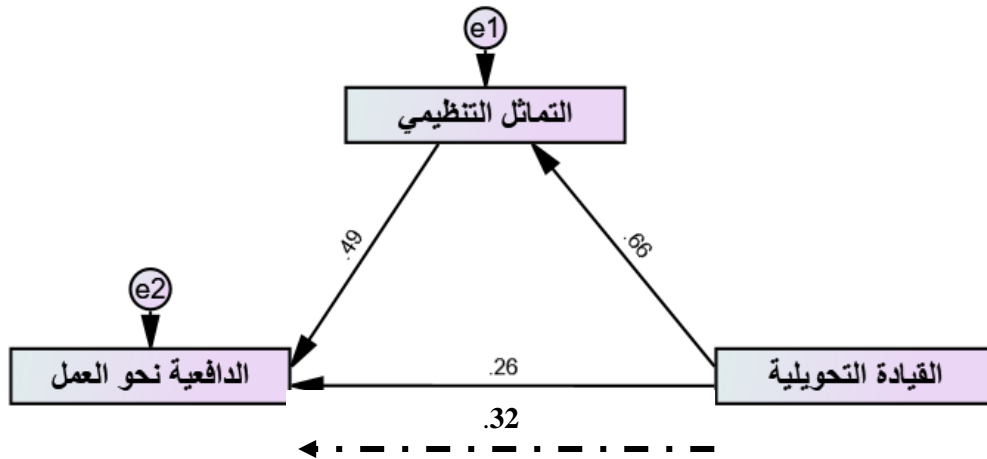 e1
التماثل التنظيمي
.49
.66
e2
الدافعية نحو العمل
.26
القيادة التحويلية
.32